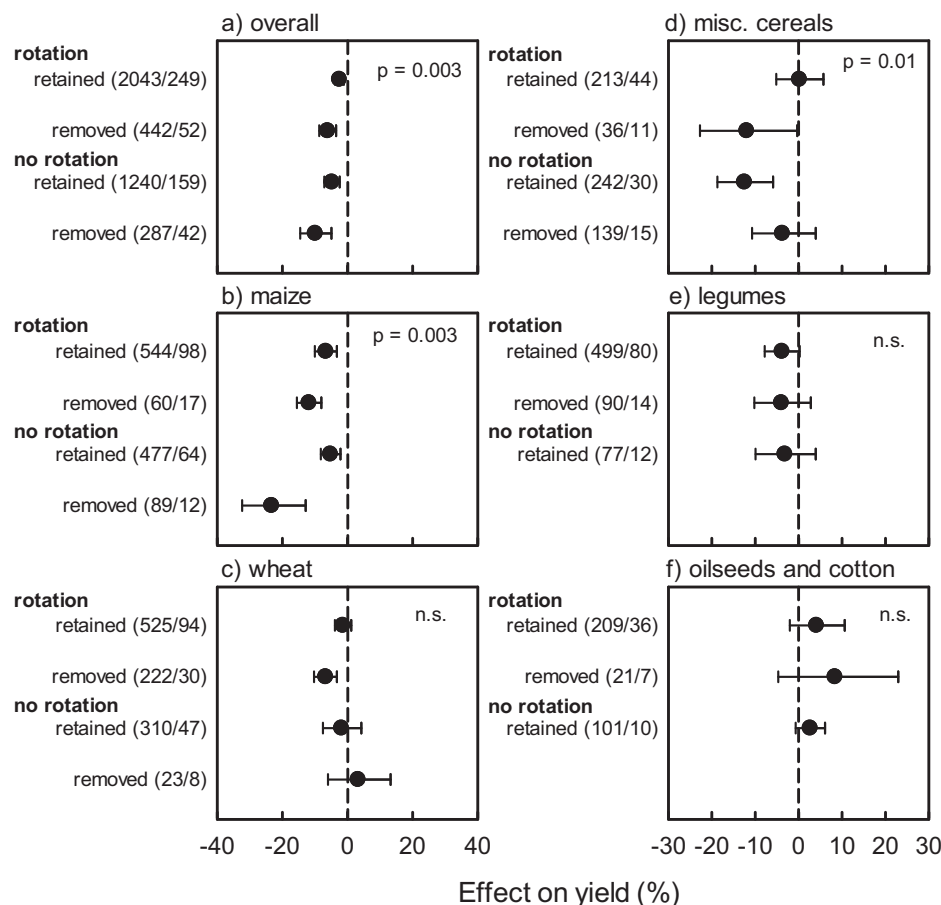 a) overall
rotation
retained (2043/249)
p = 0.003
removed (442/52)
no rotation
retained (1240/159)
removed (287/42)
b) maize
rotation
retained (544/98)
p = 0.003
removed (60/17)
no rotation
retained (477/64)
removed (89/12)
c) wheat
rotation
retained (525/94)
n.s.
removed (222/30)
no rotation
retained (310/47)
removed (23/8)
-40 -20 0 20 40
d) misc. cereals
rotation
p = 0.01
retained (213/44)
removed (36/11)
no rotation
retained (242/30)
removed (139/15)
e) legumes
rotation
n.s.
retained (499/80)
removed (90/14)
no rotation
retained (77/12)
f) oilseeds and cotton
rotation
n.s.
retained (209/36)
removed (21/7)
no rotation
retained (101/10)
-30 -20 -10 0 10 20 30
Effect on yield (%)